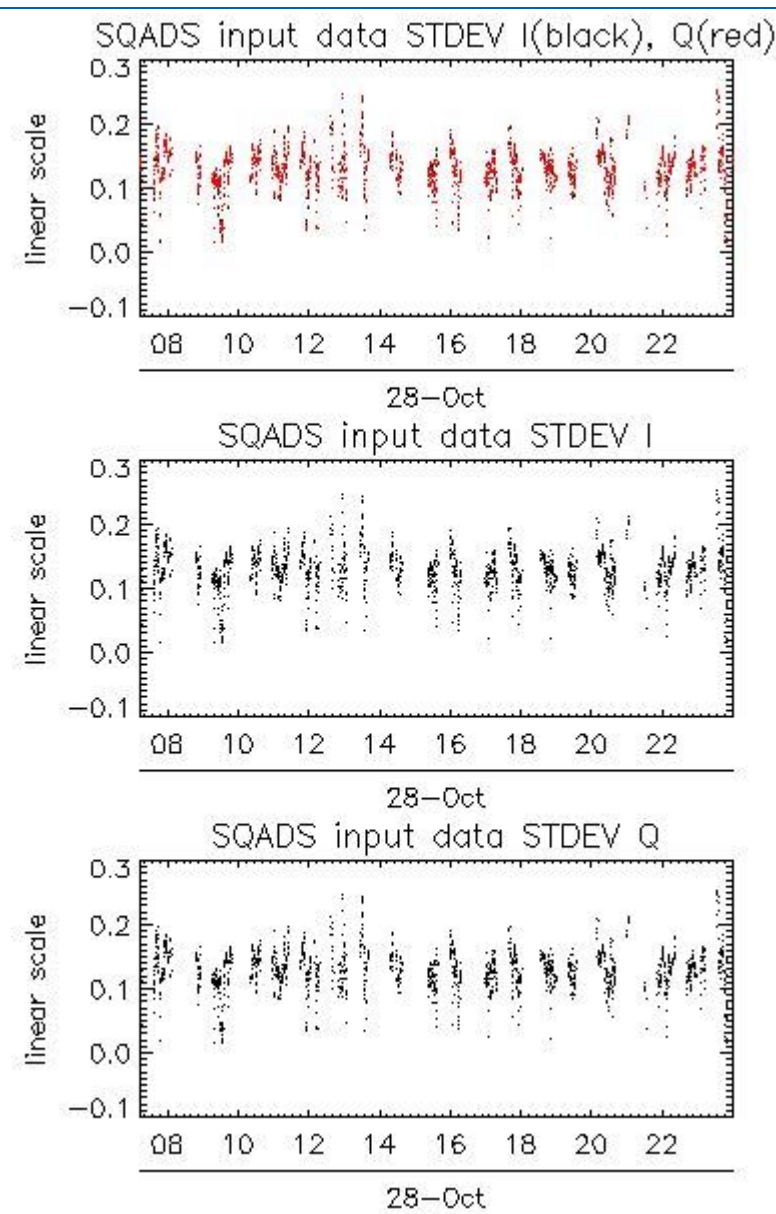 SQADS input data STDEV I(black), Q(red)
0.3
0.2
0.1
0.0
−0.1
linear scale
08 10 12 14 16 18 20 22
28−Oct
SQADS input data STDEV I
0.3
0.2
0.1
0.0
−0.1
linear scale
08 10 12 14 16 18 20 22
28−Oct
SQADS input data STDEV Q
0.3
0.2
0.1
0.0
−0.1
linear scale
08 10 12 14 16 18 20 22
28−Oct